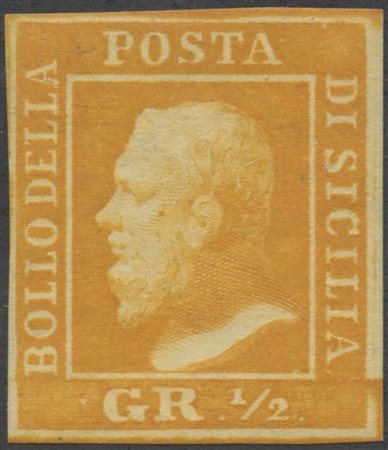 BOLLO DELLA
POSTA
DI SICILIA
GR. ½.